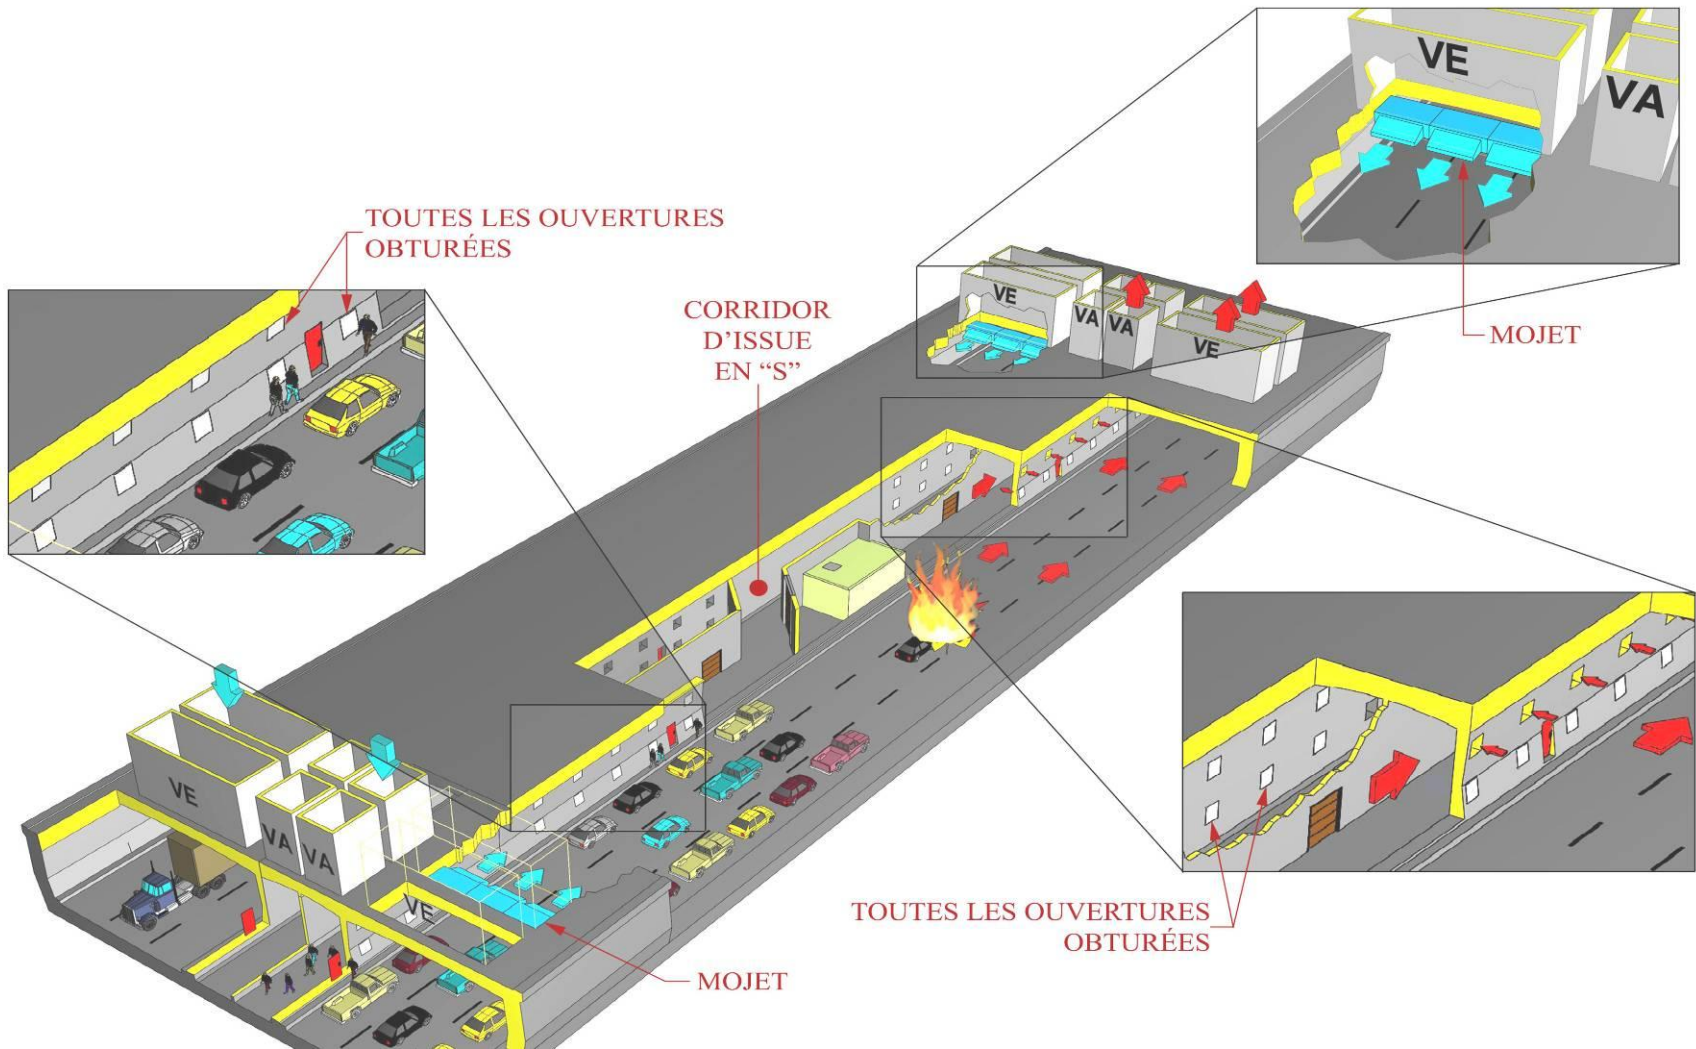 VE
VA
TOUTES LES OUVERTURES
OBTURÉES
CORRIDOR
D’ISSUE
EN “S”
VE
VA
VA
VE
MOJET
VE
VA
VA
VE
TOUTES LES OUVERTURES
OBTURÉES
MOJET